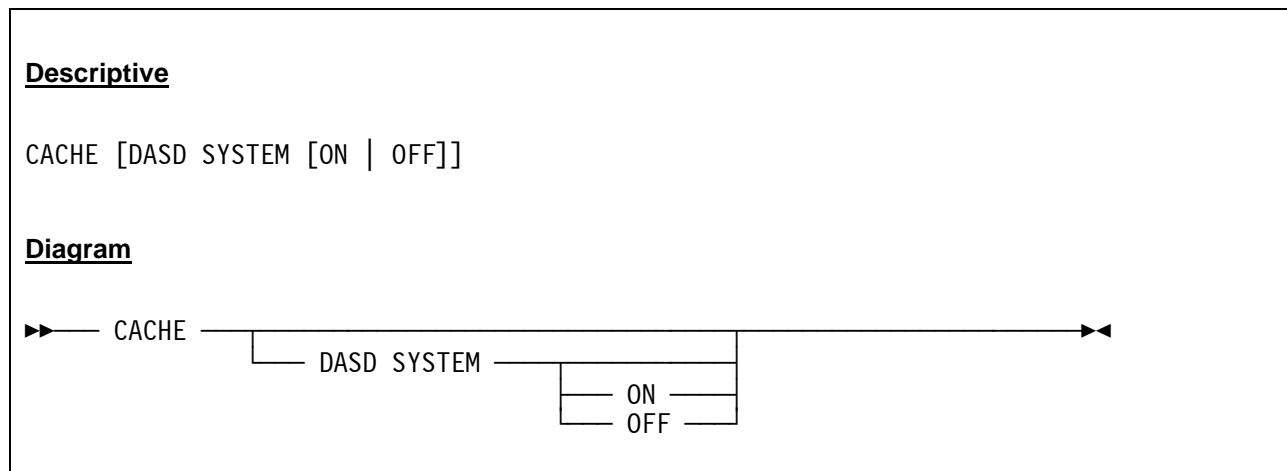 Descriptive
CACHE [DASD SYSTEM [ON | OFF]]
Diagram
►►─── CACHE ───
─── DASD SYSTEM ───
─── ON ───
─── OFF ───